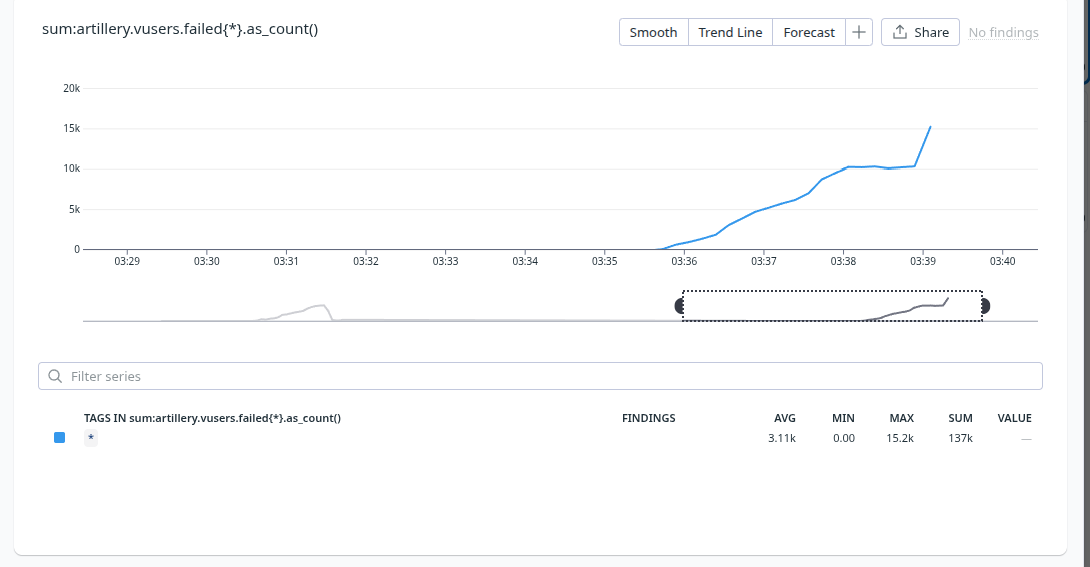 sum:artillery.vusers.failed{*}.as_count()
Smooth Trend Line Forecast + Share No findings
20k
15k
10k
5k
0
03:29 03:30 03:31 03:32 03:33 03:34 03:35 03:36 03:37 03:38 03:39 03:40
Filter series
TAGS IN sum:artillery.vusers.failed{*}.as_count() FINDINGS AVG MIN MAX SUM VALUE
* 3.11k 0.00 15.2k 137k —